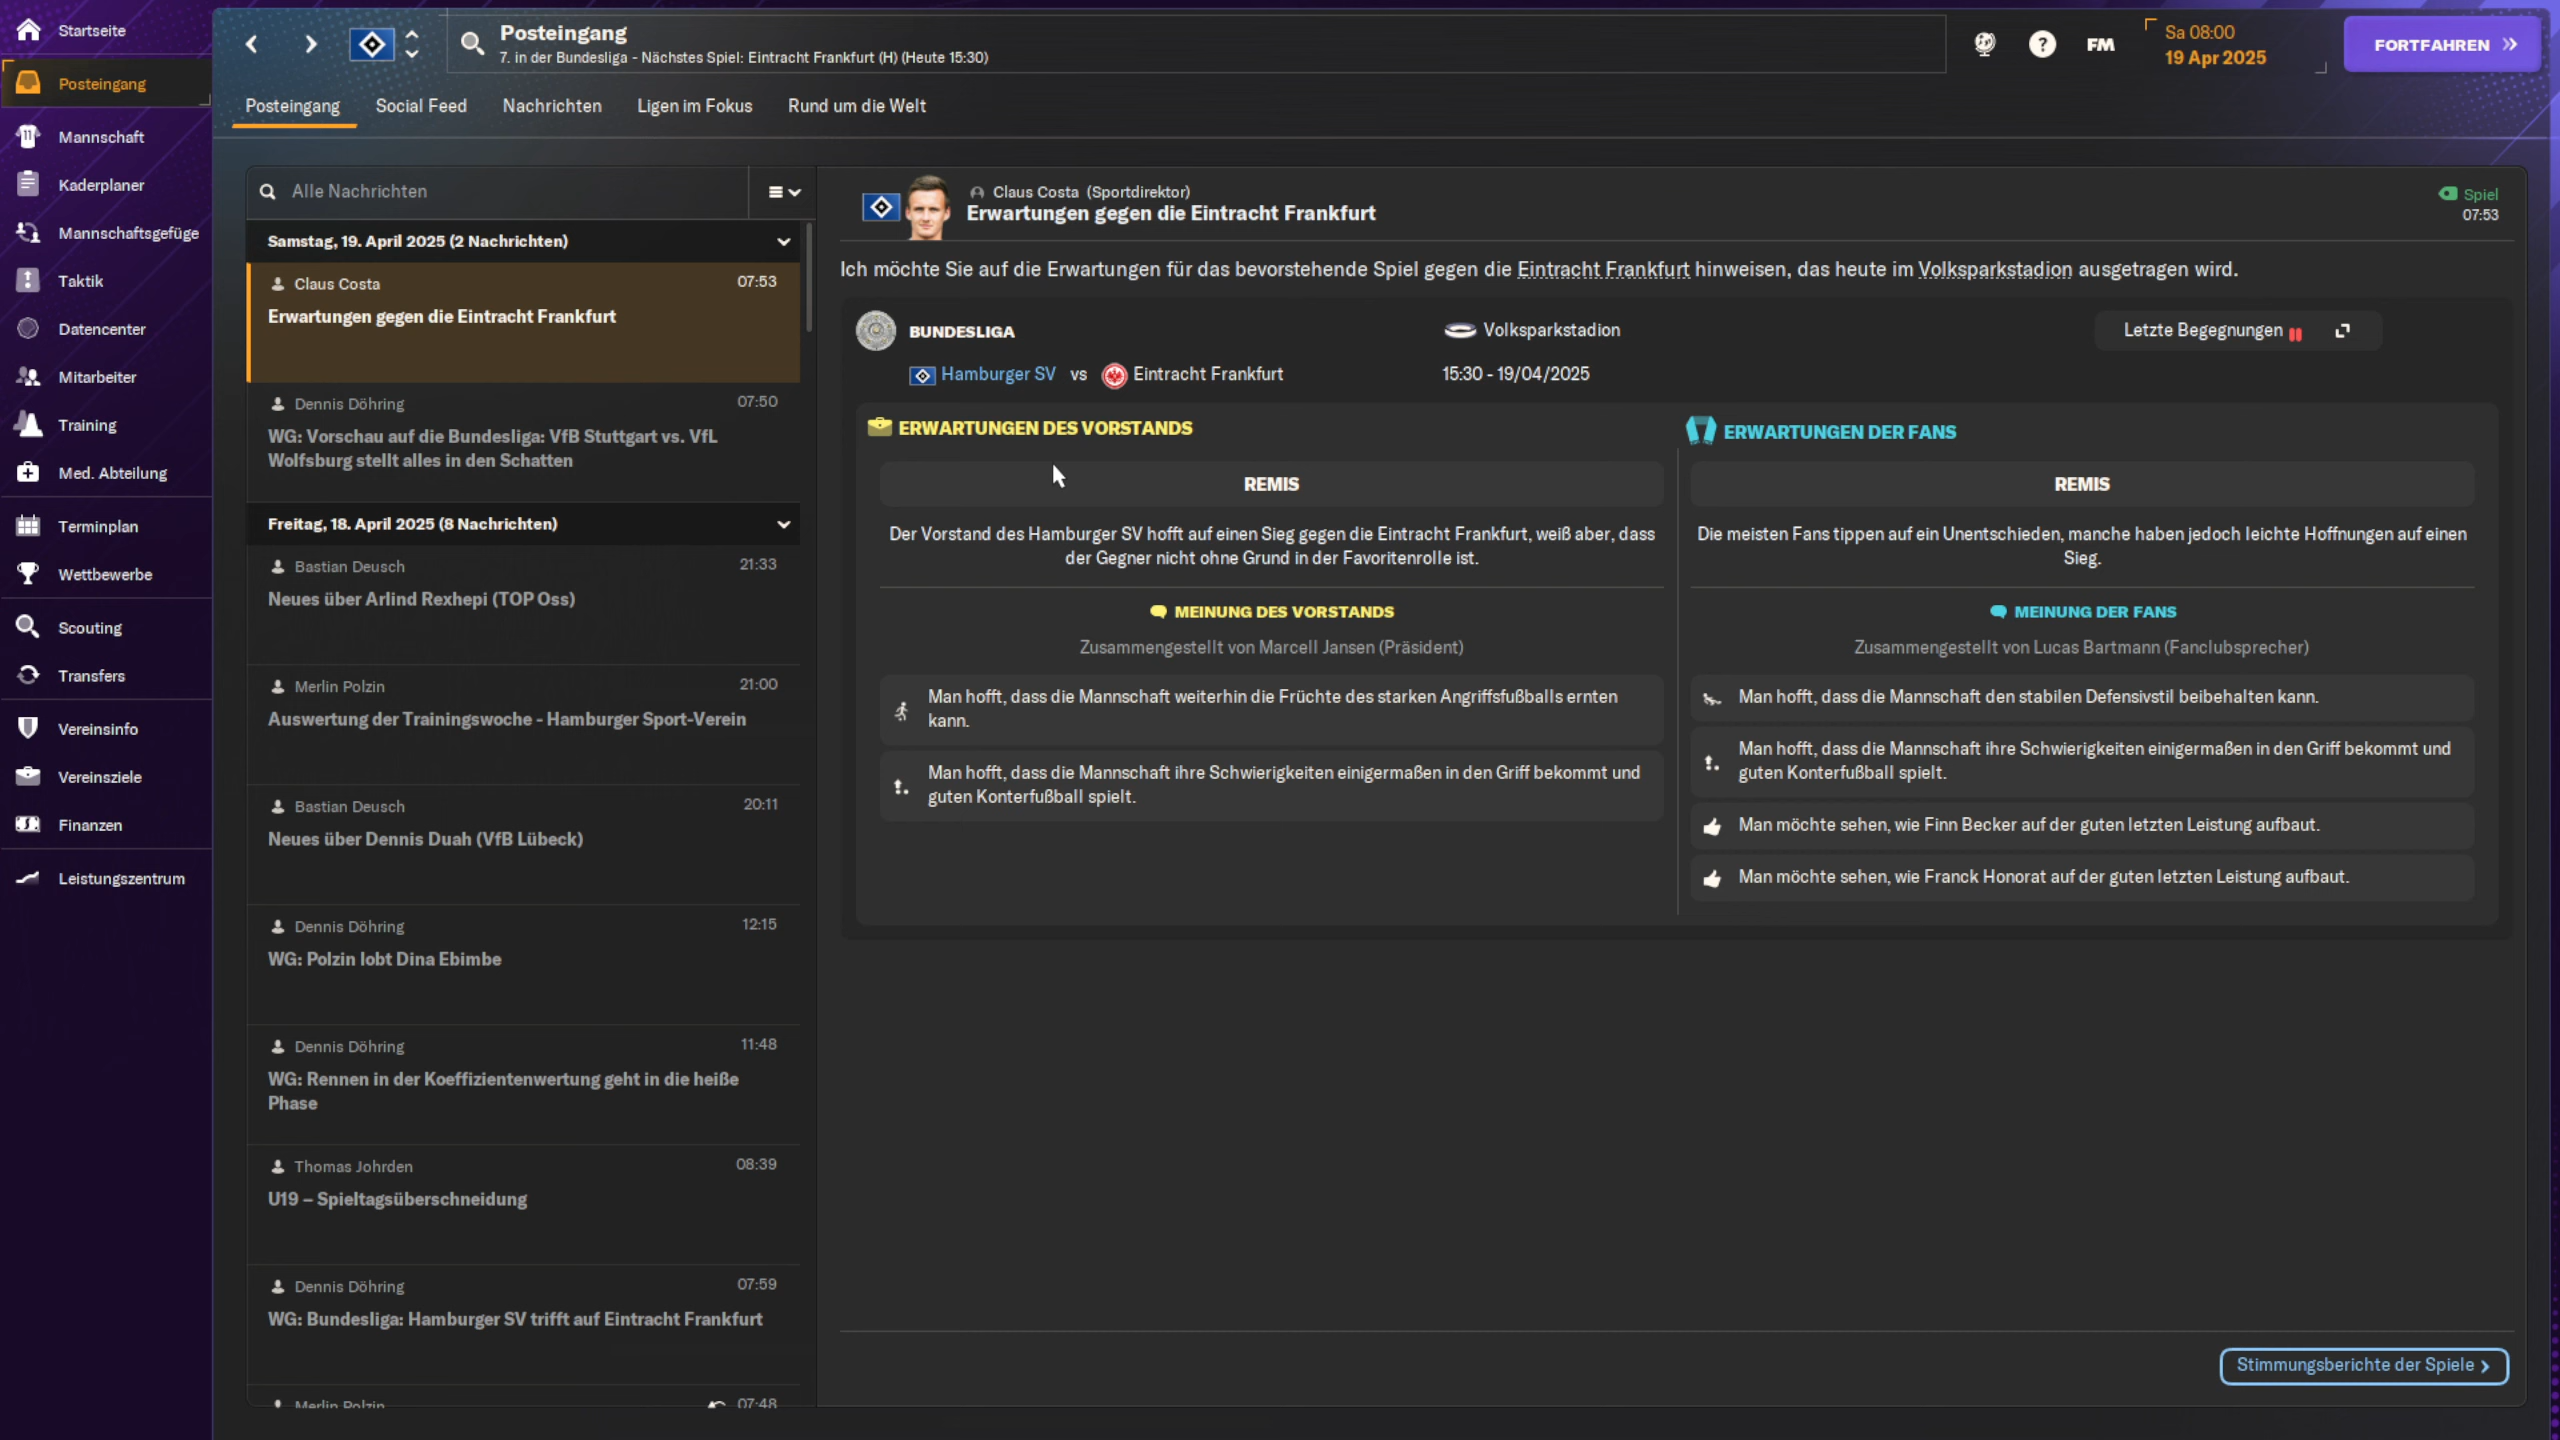 Startseite
Posteingang
Mannschaft
Kaderplaner
Mannschaftsgefüge
Taktik
Datencenter
Mitarbeiter
Training
Med. Abteilung
Terminplan
Wettbewerbe
Scouting
Transfers
Vereinsinfo
Vereinsziele
Finanzen
Leistungszentrum
Posteingang
7. in der Bundesliga - Nächstes Spiel: Eintracht Frankfurt (H) (Heute 15:30)
FM
Sa 08:00
19 Apr 2025
FORTFAHREN
Posteingang Social Feed Nachrichten Ligen im Fokus Rund um die Welt
Alle Nachrichten
Samstag, 19. April 2025 (2 Nachrichten)
Claus Costa 07:53
Erwartungen gegen die Eintracht Frankfurt
Dennis Döhring 07:50
WG: Vorschau auf die Bundesliga: VfB Stuttgart vs. VfL
Wolfsburg stellt alles in den Schatten
Freitag, 18. April 2025 (8 Nachrichten)
Bastian Deusch 21:33
Neues über Arlind Rexhepi (TOP Oss)
Merlin Polzin 21:00
Auswertung der Trainingswoche - Hamburger Sport-Verein
Bastian Deusch 20:11
Neues über Dennis Duah (VfB Lübeck)
Dennis Döhring 12:15
WG: Polzin lobt Dina Ebimbe
Dennis Döhring 11:48
WG: Rennen in der Koeffizientenwertung geht in die heiße
Phase
Thomas Johrden 08:39
U19 – Spieltagsüberschneidung
Dennis Döhring 07:59
WG: Bundesliga: Hamburger SV trifft auf Eintracht Frankfurt
Merlin Polzin 07:48
Claus Costa (Sportdirektor)
Erwartungen gegen die Eintracht Frankfurt
Spiel
07:53
Ich möchte Sie auf die Erwartungen für das bevorstehende Spiel gegen die Eintracht Frankfurt hinweisen, das heute im Volksparkstadion ausgetragen wird.
BUNDESLIGA
Volksparkstadion
Letzte Begegnungen
Hamburger SV vs Eintracht Frankfurt
15:30 - 19/04/2025
ERWARTUNGEN DES VORSTANDS
REMIS
Der Vorstand des Hamburger SV hofft auf einen Sieg gegen die Eintracht Frankfurt, weiß aber, dass
der Gegner nicht ohne Grund in der Favoritenrolle ist.
MEINUNG DES VORSTANDS
Zusammengestellt von Marcell Jansen (Präsident)
Man hofft, dass die Mannschaft weiterhin die Früchte des starken Angriffsfußballs ernten
kann.
Man hofft, dass die Mannschaft ihre Schwierigkeiten einigermaßen in den Griff bekommt und
guten Konterfußball spielt.
ERWARTUNGEN DER FANS
REMIS
Die meisten Fans tippen auf ein Unentschieden, manche haben jedoch leichte Hoffnungen auf einen
Sieg.
MEINUNG DER FANS
Zusammengestellt von Lucas Bartmann (Fanclubsprecher)
Man hofft, dass die Mannschaft den stabilen Defensivstil beibehalten kann.
Man hofft, dass die Mannschaft ihre Schwierigkeiten einigermaßen in den Griff bekommt und
guten Konterfußball spielt.
Man möchte sehen, wie Finn Becker auf der guten letzten Leistung aufbaut.
Man möchte sehen, wie Franck Honorat auf der guten letzten Leistung aufbaut.
Stimmungsberichte der Spiele